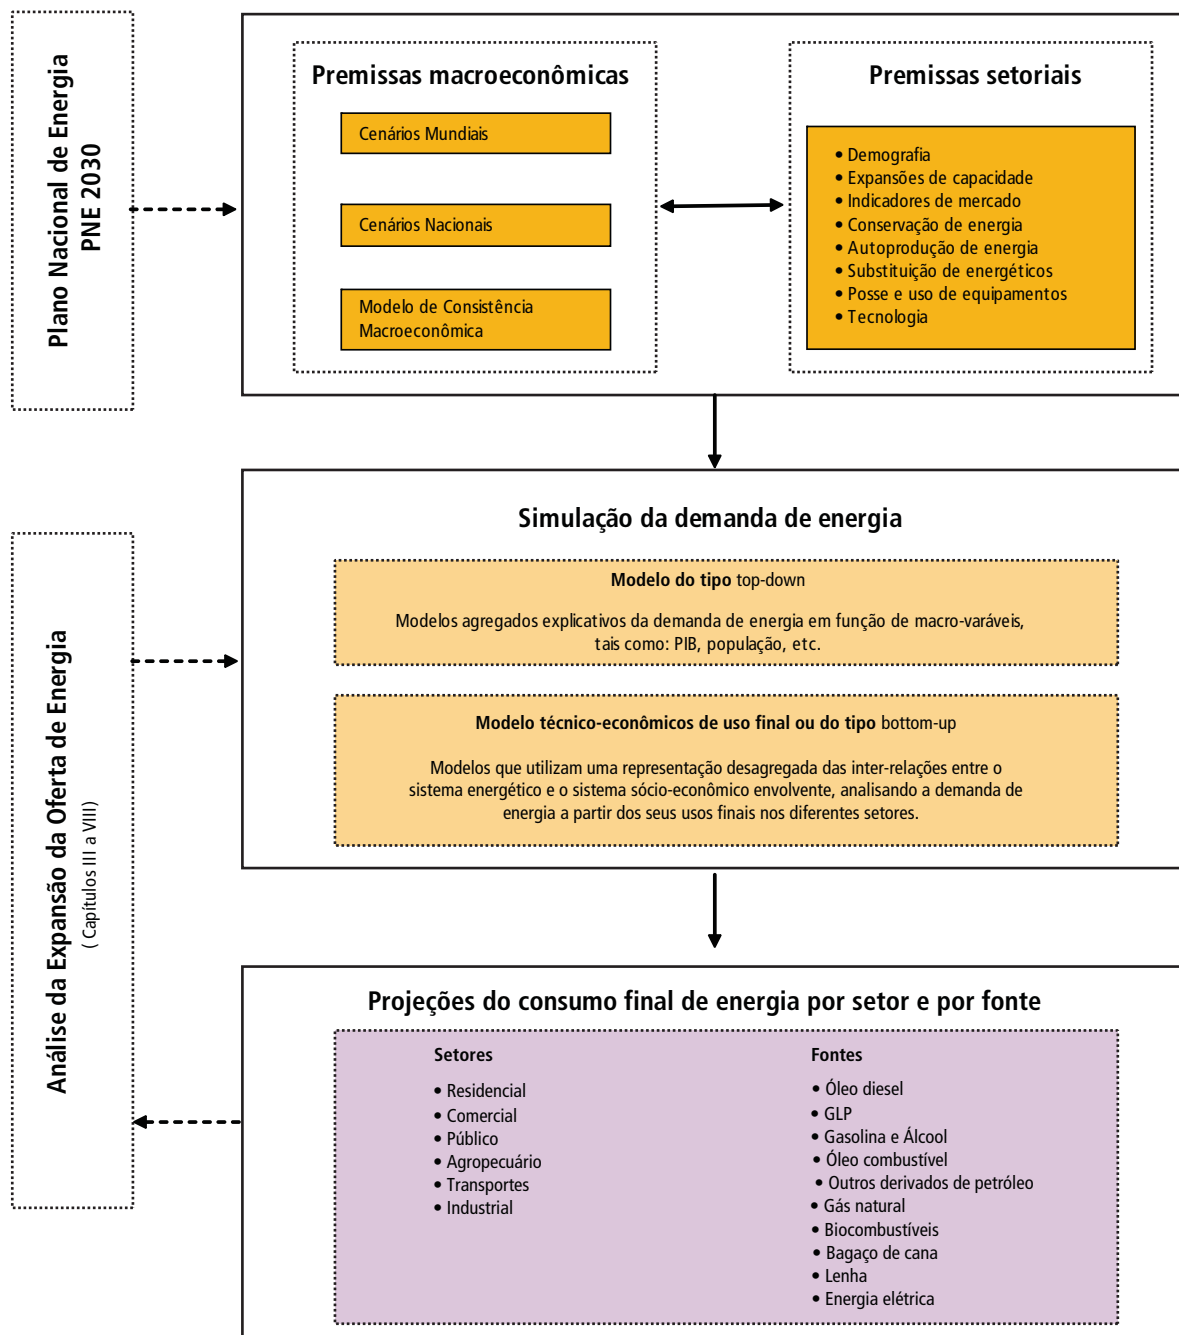 Plano Nacional de Energia
PNE 2030
Premissas macroeconômicas
Cenários Mundiais
Cenários Nacionais
Modelo de Consistência
Macroeconômica
Premissas setoriais
• Demografia
• Expansões de capacidade
• Indicadores de mercado
• Conservação de energia
• Autoprodução de energia
• Substituição de energéticos
• Posse e uso de equipamentos
• Tecnologia
Análise da Expansão da Oferta de Energia
( Capítulos III a VIII)
Simulação da demanda de energia
Modelo do tipo top-down
Modelos agregados explicativos da demanda de energia em função de macro-varáveis,
tais como: PIB, população, etc.
Modelo técnico-econômicos de uso final ou do tipo bottom-up
Modelos que utilizam uma representação desagregada das inter-relações entre o
sistema energético e o sistema sócio-econômico envolvente, analisando a demanda de
energia a partir dos seus usos finais nos diferentes setores.
Projeções do consumo final de energia por setor e por fonte
Setores
• Residencial
• Comercial
• Público
• Agropecuário
• Transportes
• Industrial
Fontes
• Óleo diesel
• GLP
• Gasolina e Álcool
• Óleo combustível
• Outros derivados de petróleo
• Gás natural
• Biocombustíveis
• Bagaço de cana
• Lenha
• Energia elétrica